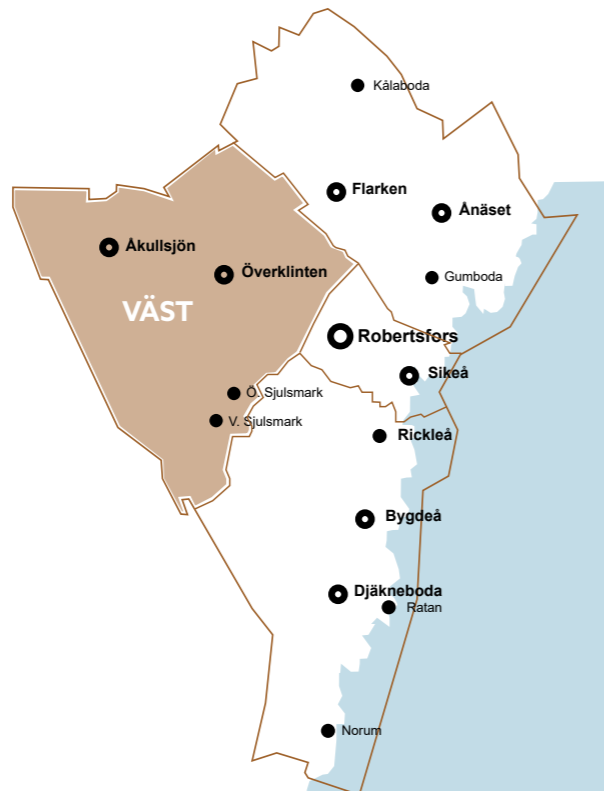 Kålaboda
Flarken
Ånäset
Åkullsjön
Överklinten
Gumboda
VÄST
Robertsfors
Sikeå
Ö. Sjulsmark
V. Sjulsmark
Rickleå
Bygdeå
Djäkneboda
Ratan
Norum